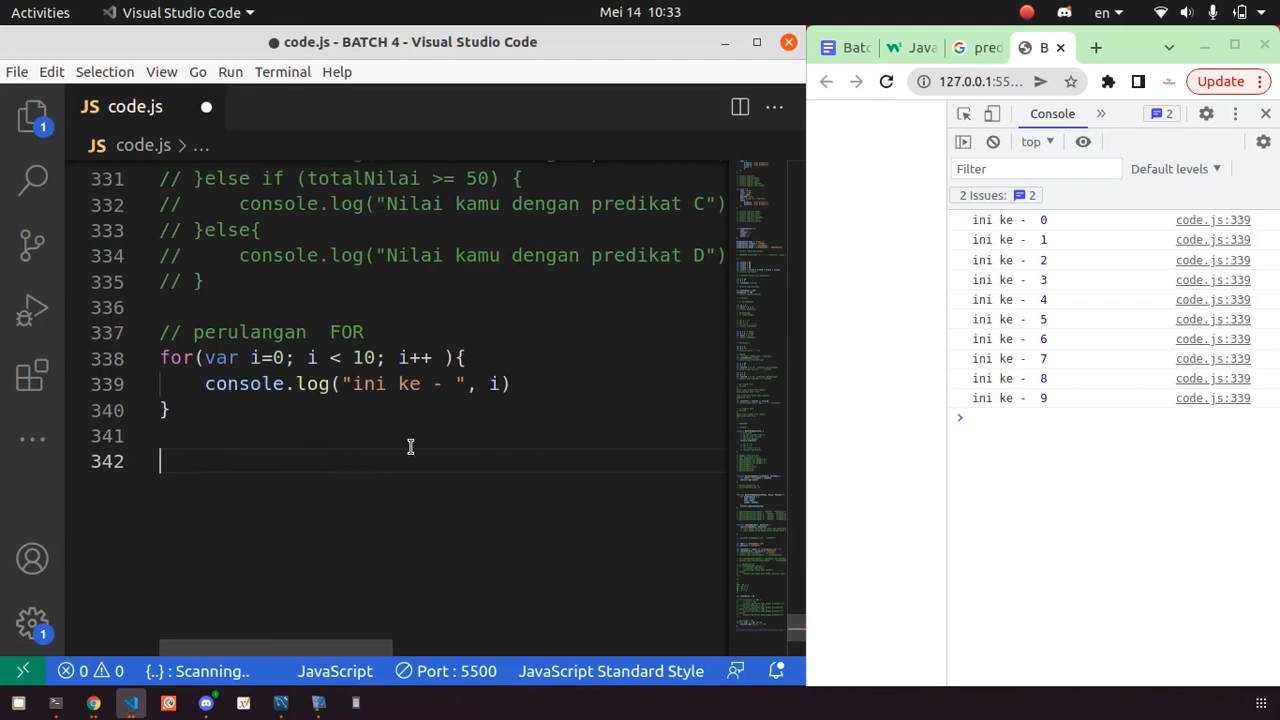 Activities
Visual Studio Code
Mei 14 10:33
en
code.js - BATCH 4 - Visual Studio Code
File Edit Selection View Go Run Terminal Help
JS code.js
JS code.js > ...
331 // }else if (totalNilai >= 50) {
332 //     console.log("Nilai kamu dengan predikat C")
333 // }else{
334 //     console.log("Nilai kamu dengan predikat D")
335 // }
336
337 // perulangan  FOR
338 for(var i=0; i < 10; i++ ){
339     console.log("ini ke - ", i)
340 }
341
342
1
1
0 0
{..} : Scanning..
JavaScript
Port : 5500
JavaScript Standard Style
Batc
Java
pred
B
127.0.0.1:55...
Update
Console
2
top
Filter
Default levels
2 Issues: 2
ini ke -  0 code.js:339
ini ke -  1 code.js:339
ini ke -  2 code.js:339
ini ke -  3 code.js:339
ini ke -  4 code.js:339
ini ke -  5 code.js:339
ini ke -  6 code.js:339
ini ke -  7 code.js:339
ini ke -  8 code.js:339
ini ke -  9 code.js:339